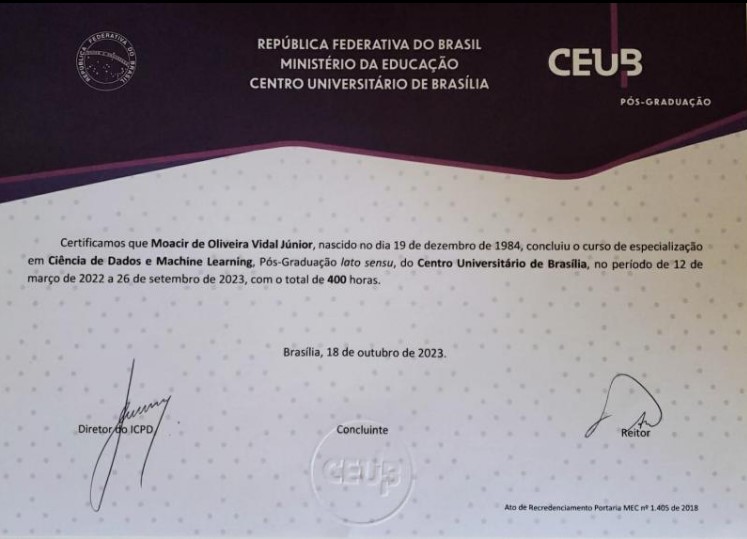 REPÚBLICA FEDERATIVA DO BRASIL
REPÚBLICA FEDERATIVA DO BRASIL
MINISTÉRIO DA EDUCAÇÃO
CENTRO UNIVERSITÁRIO DE BRASÍLIA
CEUB
PÓS-GRADUAÇÃO
Certificamos que Moacir de Oliveira Vidal Júnior, nascido no dia 19 de dezembro de 1984, concluiu o curso de especialização
em Ciência de Dados e Machine Learning, Pós-Graduação lato sensu, do Centro Universitário de Brasília, no período de 12 de
março de 2022 a 26 de setembro de 2023, com o total de 400 horas.
Brasília, 18 de outubro de 2023.
Diretor do ICPD
Concluinte
Reitor
CEUB
Ato de Recredenciamento Portaria MEC nº 1.405 de 2018